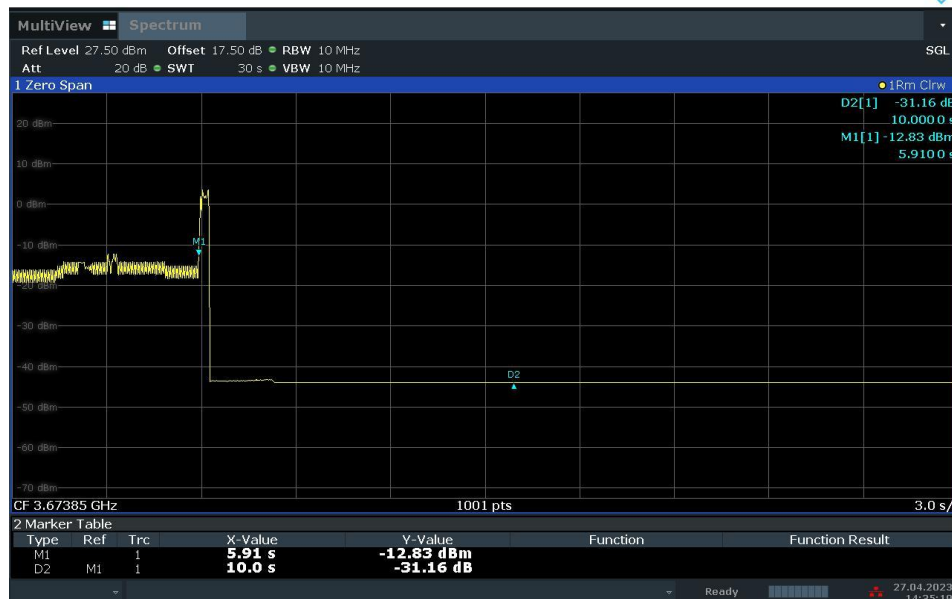 MultiView Spectrum
Ref Level 27.50 dBm Offset 17.50 dB RBW 10 MHz SGL
Att 20 dB SWT 30 s VBW 10 MHz
1 Zero Span 1Rm Clrw
D2[1] -31.16 dB
10.0000 s
M1[1] -12.83 dBm
5.9100 s
20 dBm
10 dBm
0 dBm
-10 dBm
M1
-20 dBm
-30 dBm
-40 dBm
D2
-50 dBm
-60 dBm
-70 dBm
CF 3.67385 GHz 1001 pts 3.0 s/
2 Marker Table
Type Ref Trc X-Value Y-Value Function Function Result
M1 1 5.91 s -12.83 dBm
D2 M1 1 10.0 s -31.16 dB
Ready 27.04.2023